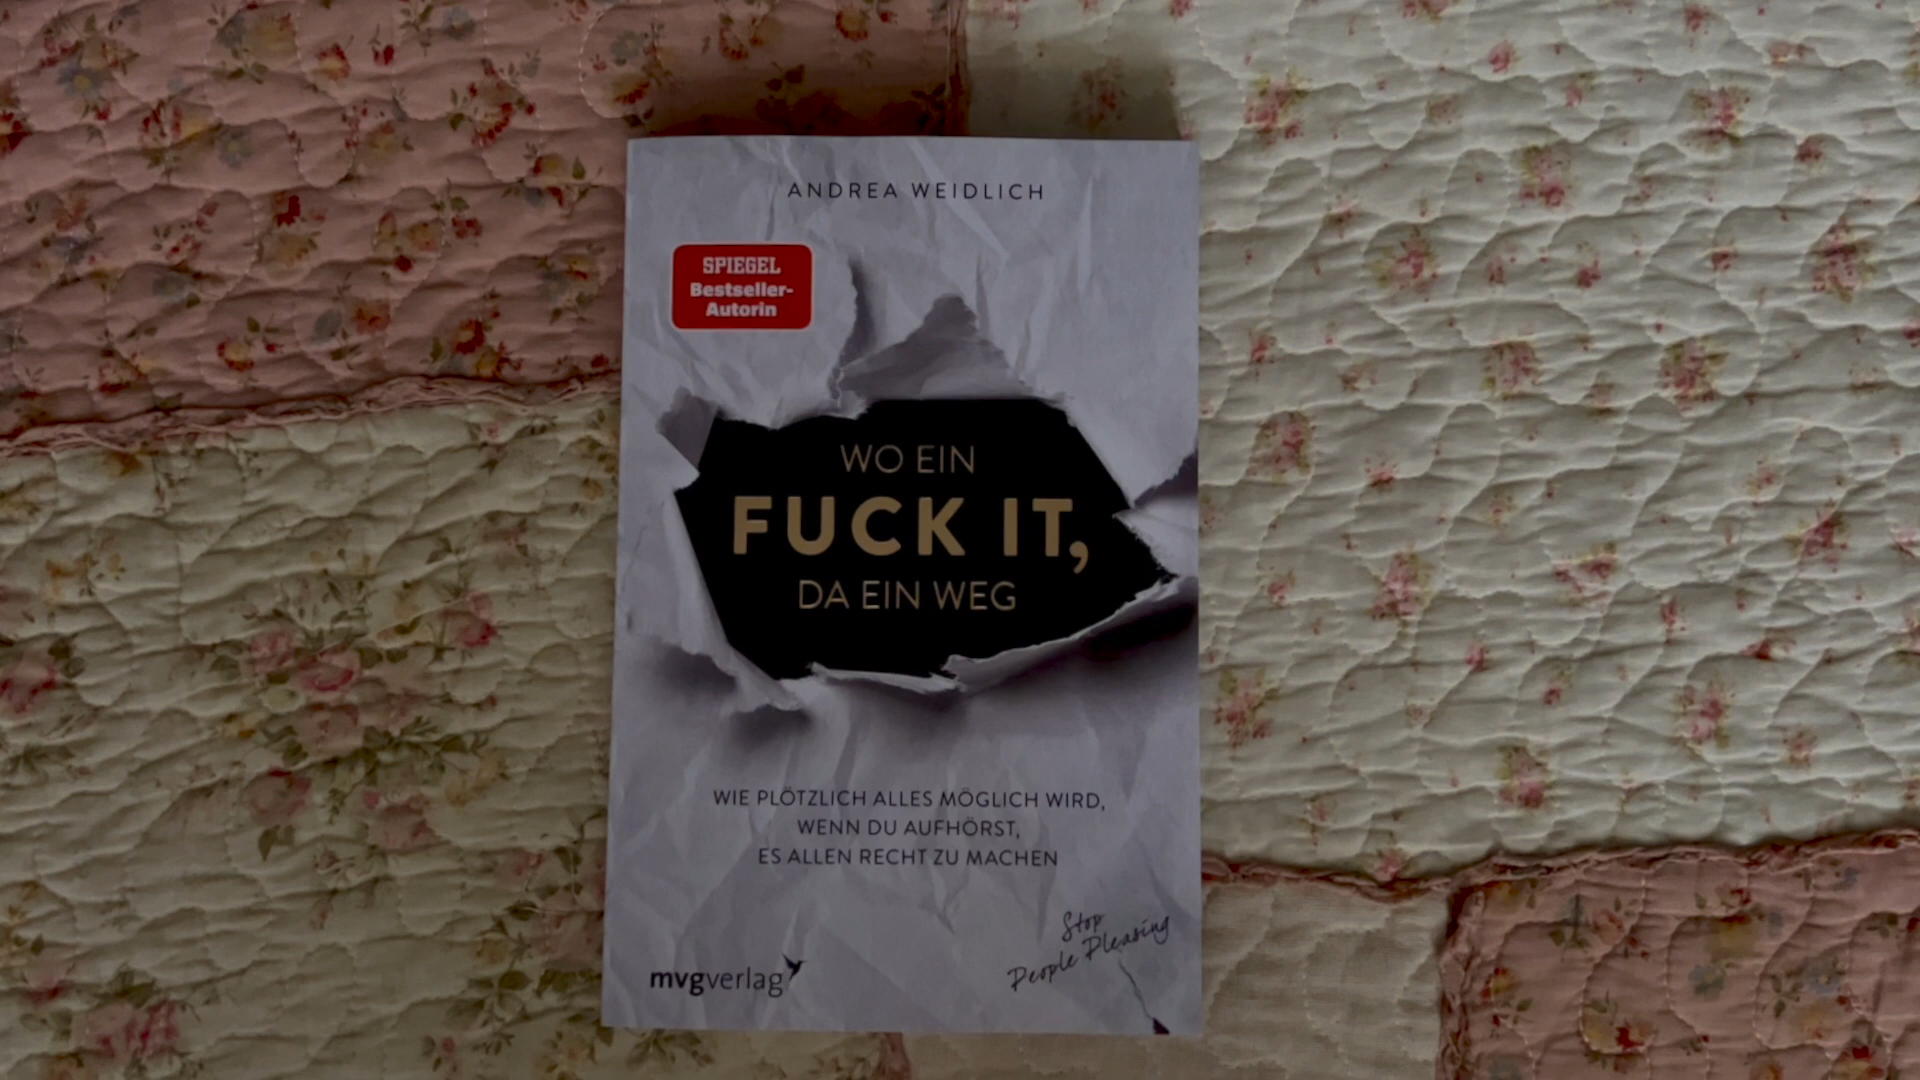 ANDREA WEIDLICH
SPIEGEL
Bestseller-
Autorin
WO EIN
FUCK IT,
DA EIN WEG
WIE PLÖTZLICH ALLES MÖGLICH WIRD,
WENN DU AUFHÖRST,
ES ALLEN RECHT ZU MACHEN
Stop
People Pleasing
mvgverlag